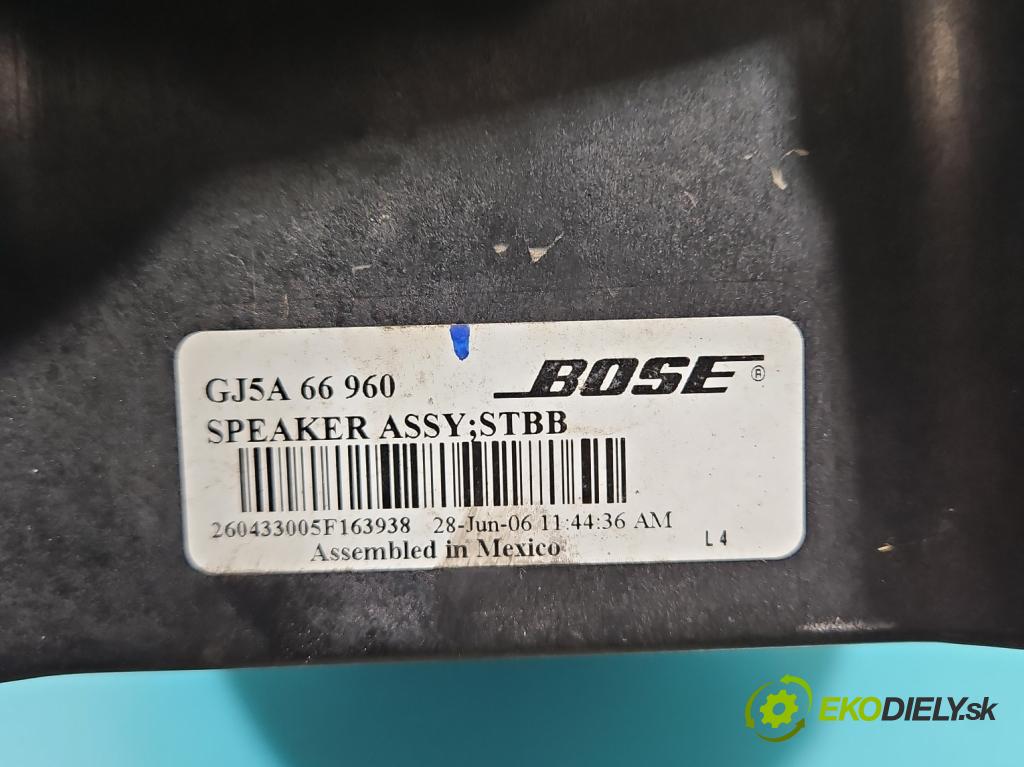 GJ5A 66 960 BOSE ®
SPEAKER ASSY;STBB
260433005F163938 28-Jun-06 11:44:36 AM
Assembled in Mexico L 4
EKODIELY.sk